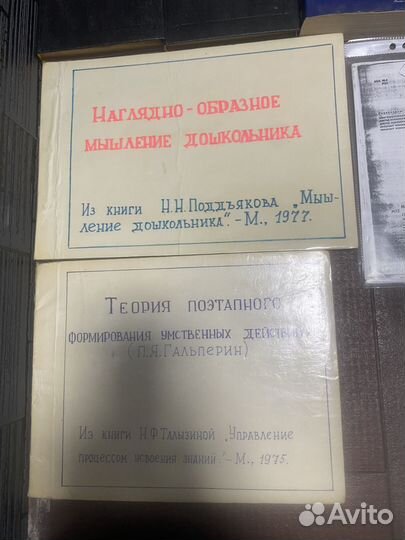 Наглядно-образное
мышление дошкольника
Из книги Н.Н.Поддъякова „Мыш-
ление дошкольника". - М., 1977.
Теория поэтапного
формирования умственных действий
(П.Я.Гальперин)
Из книги Н.Ф.Талызиной „Управление
процессом усвоения знаний". - М., 1975.
Avito